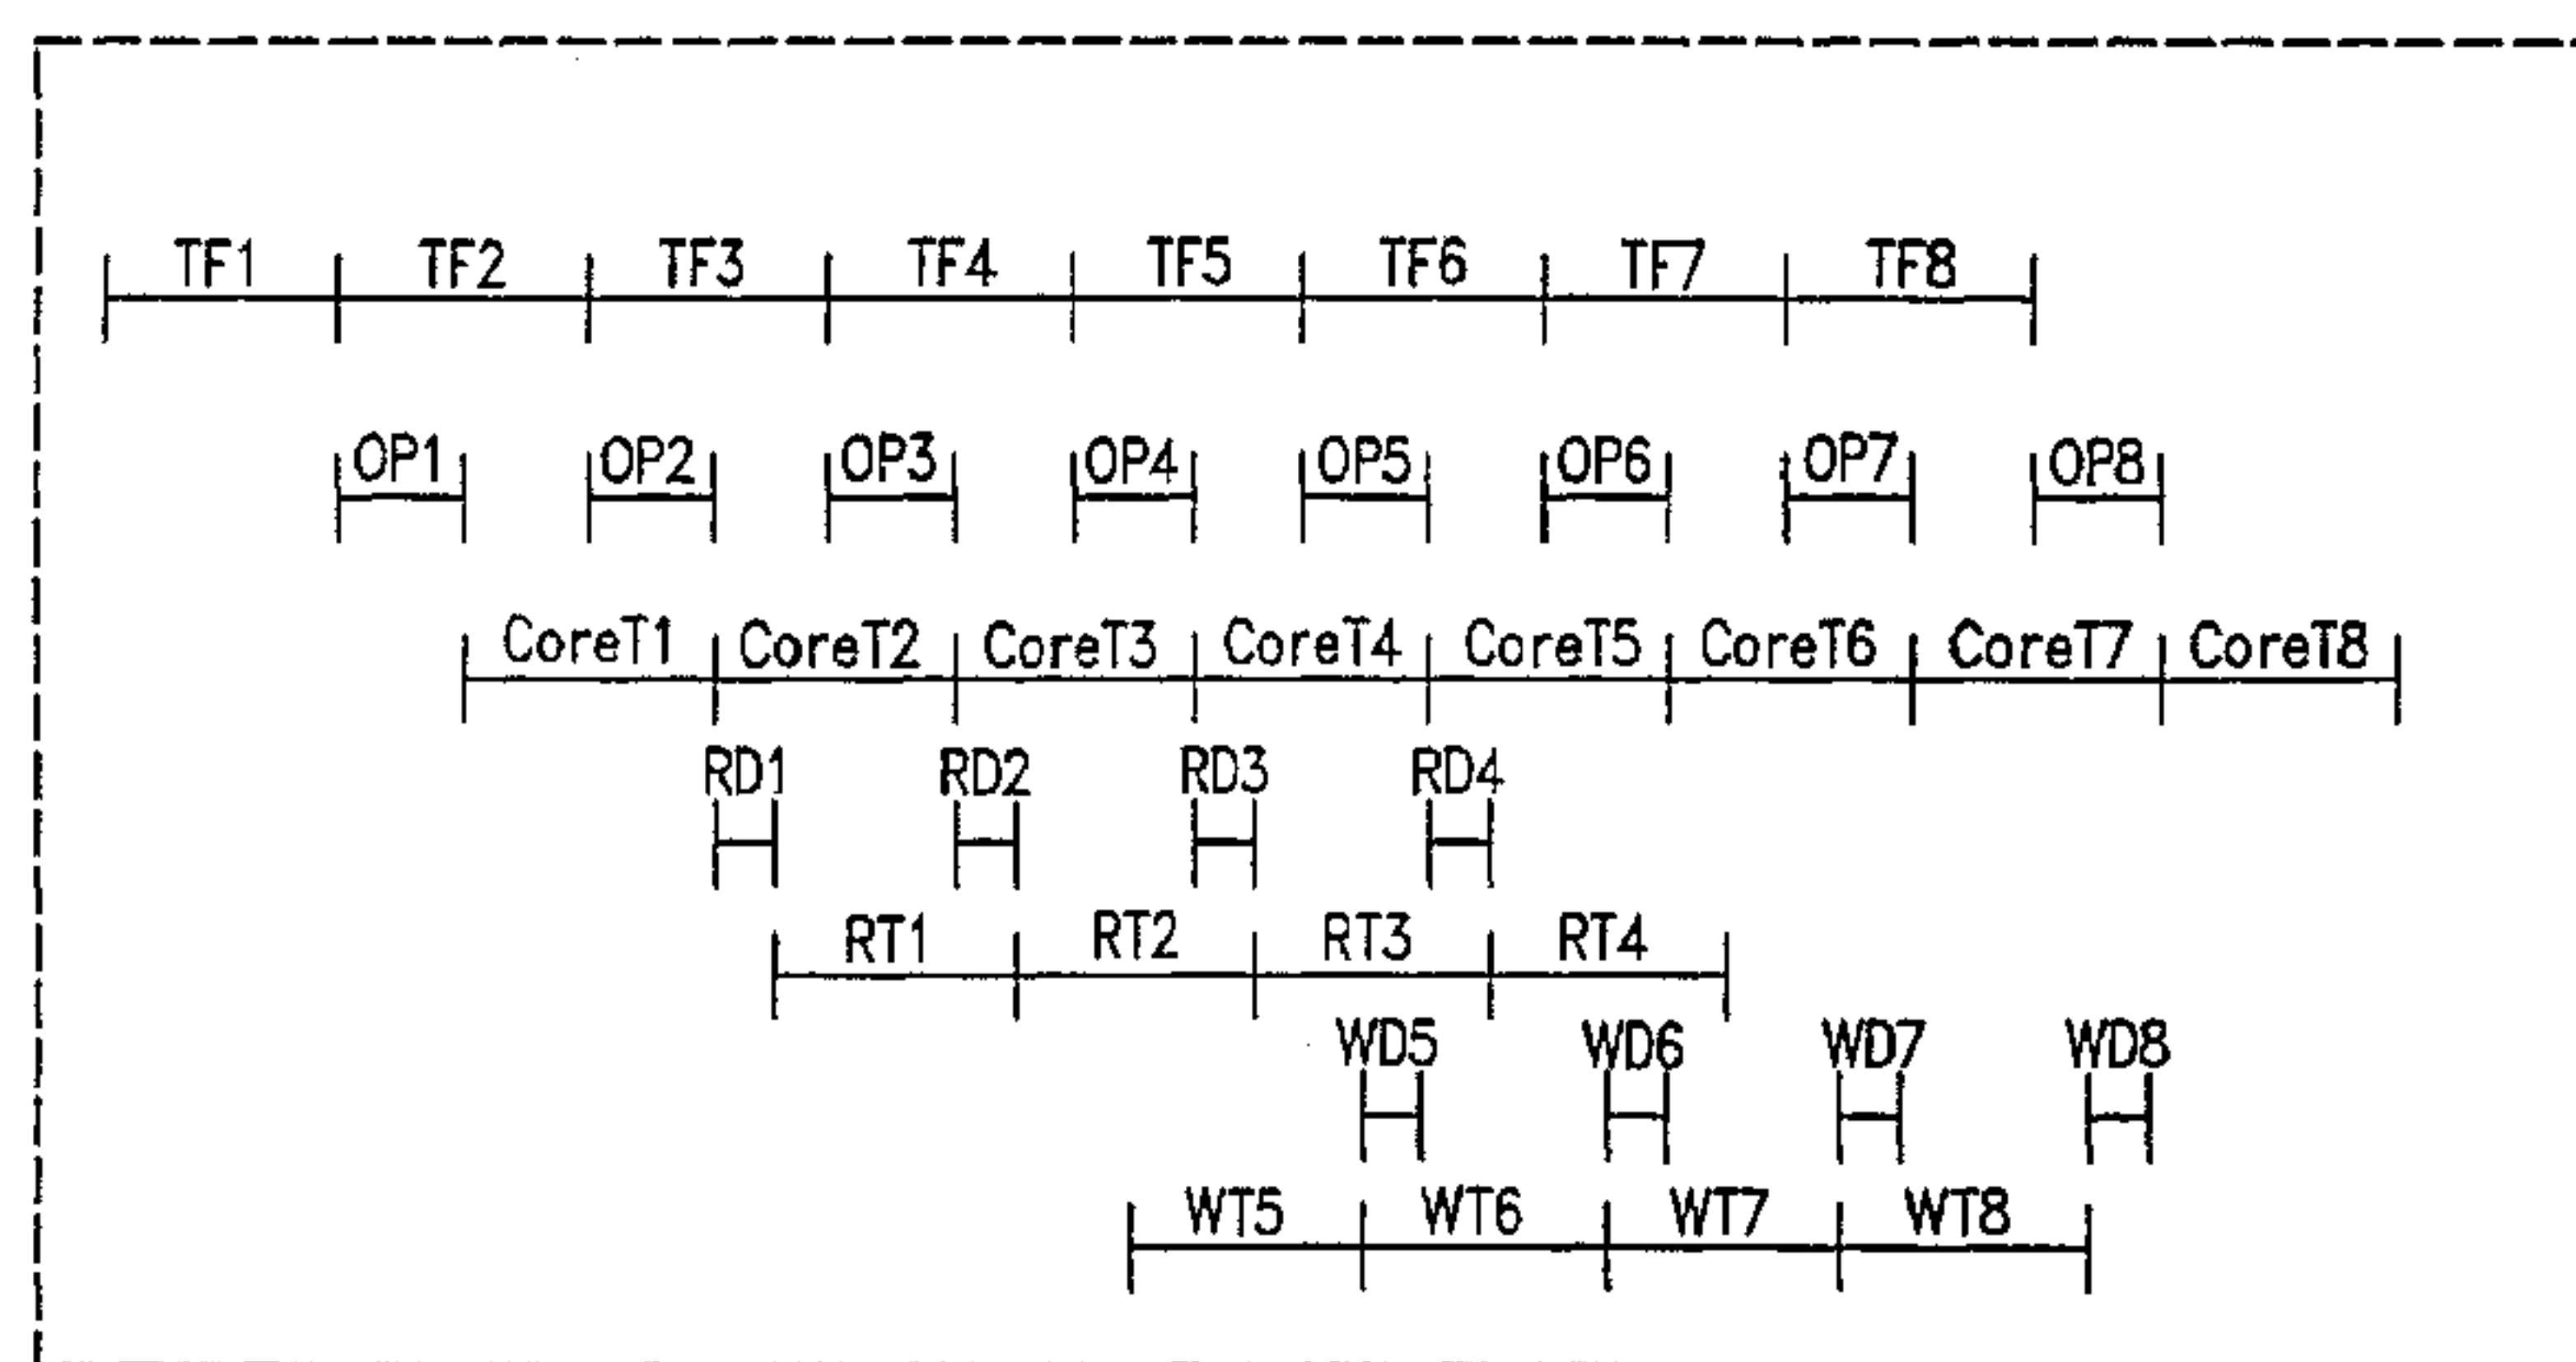 TF1 TF2 TF3 TF4 TF5 TF6 TF7 TF8
OP1 OP2 OP3 OP4 OP5 OP6 OP7 OP8
CoreT1 CoreT2 CoreT3 CoreT4 CoreT5 CoreT6 CoreT7 CoreT8
RD1 RD2 RD3 RD4
RT1 RT2 RT3 RT4
WD5 WD6 WD7 WD8
WT5 WT6 WT7 WT8